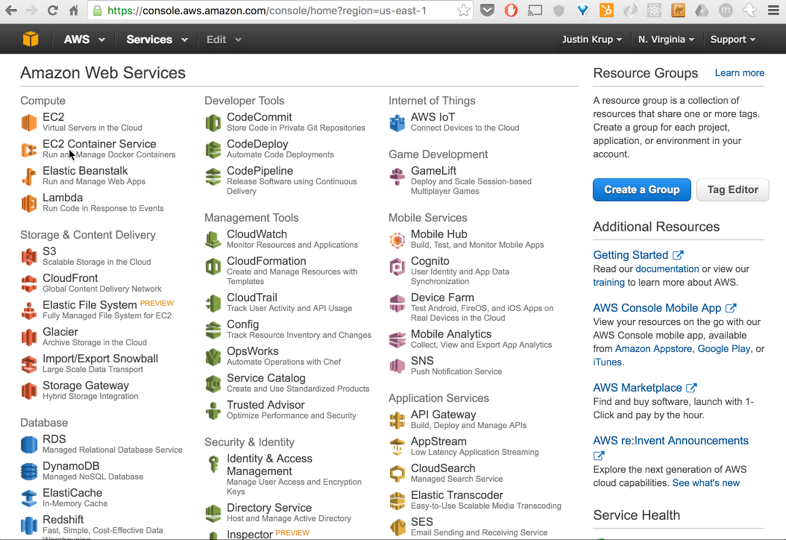 https://console.aws.amazon.com/console/home?region=us-east-1
AWS
Services
Edit
Justin Krup
N. Virginia
Support
Amazon Web Services
Compute
EC2
Virtual Servers in the Cloud
EC2 Container Service
Run and Manage Docker Containers
Elastic Beanstalk
Run and Manage Web Apps
Lambda
Run Code in Response to Events
Storage & Content Delivery
S3
Scalable Storage in the Cloud
CloudFront
Global Content Delivery Network
Elastic File System PREVIEW
Fully Managed File System for EC2
Glacier
Archive Storage in the Cloud
Import/Export Snowball
Large Scale Data Transport
Storage Gateway
Hybrid Storage Integration
Database
RDS
Managed Relational Database Service
DynamoDB
Managed NoSQL Database
ElastiCache
In-Memory Cache
Redshift
Fast, Simple, Cost-Effective Data
Warehousing
Developer Tools
CodeCommit
Store Code in Private Git Repositories
CodeDeploy
Automate Code Deployments
CodePipeline
Release Software using Continuous
Delivery
Management Tools
CloudWatch
Monitor Resources and Applications
CloudFormation
Create and Manage Resources with
Templates
CloudTrail
Track User Activity and API Usage
Config
Track Resource Inventory and Changes
OpsWorks
Automate Operations with Chef
Service Catalog
Create and Use Standardized Products
Trusted Advisor
Optimize Performance and Security
Security & Identity
Identity & Access
Management
Manage User Access and Encryption
Keys
Directory Service
Host and Manage Active Directory
Inspector PREVIEW
Internet of Things
AWS IoT
Connect Devices to the Cloud
Game Development
GameLift
Deploy and Scale Session-based
Multiplayer Games
Mobile Services
Mobile Hub
Build, Test, and Monitor Mobile Apps
Cognito
User Identity and App Data
Synchronization
Device Farm
Test Android, FireOS, and iOS Apps on
Real Devices in the Cloud
Mobile Analytics
Collect, View and Export App Analytics
SNS
Push Notification Service
Application Services
API Gateway
Build, Deploy and Manage APIs
AppStream
Low Latency Application Streaming
CloudSearch
Managed Search Service
Elastic Transcoder
Easy-to-Use Scalable Media Transcoding
SES
Email Sending and Receiving Service
Resource Groups
Learn more
A resource group is a collection of
resources that share one or more tags.
Create a group for each project,
application, or environment in your
account.
Create a Group
Tag Editor
Additional Resources
Getting Started
Read our documentation or view our
training to learn more about AWS.
AWS Console Mobile App
View your resources on the go with our
AWS Console mobile app, available
from Amazon Appstore, Google Play, or
iTunes.
AWS Marketplace
Find and buy software, launch with 1-
Click and pay by the hour.
AWS re:Invent Announcements
Explore the next generation of AWS
cloud capabilities. See what's new
Service Health